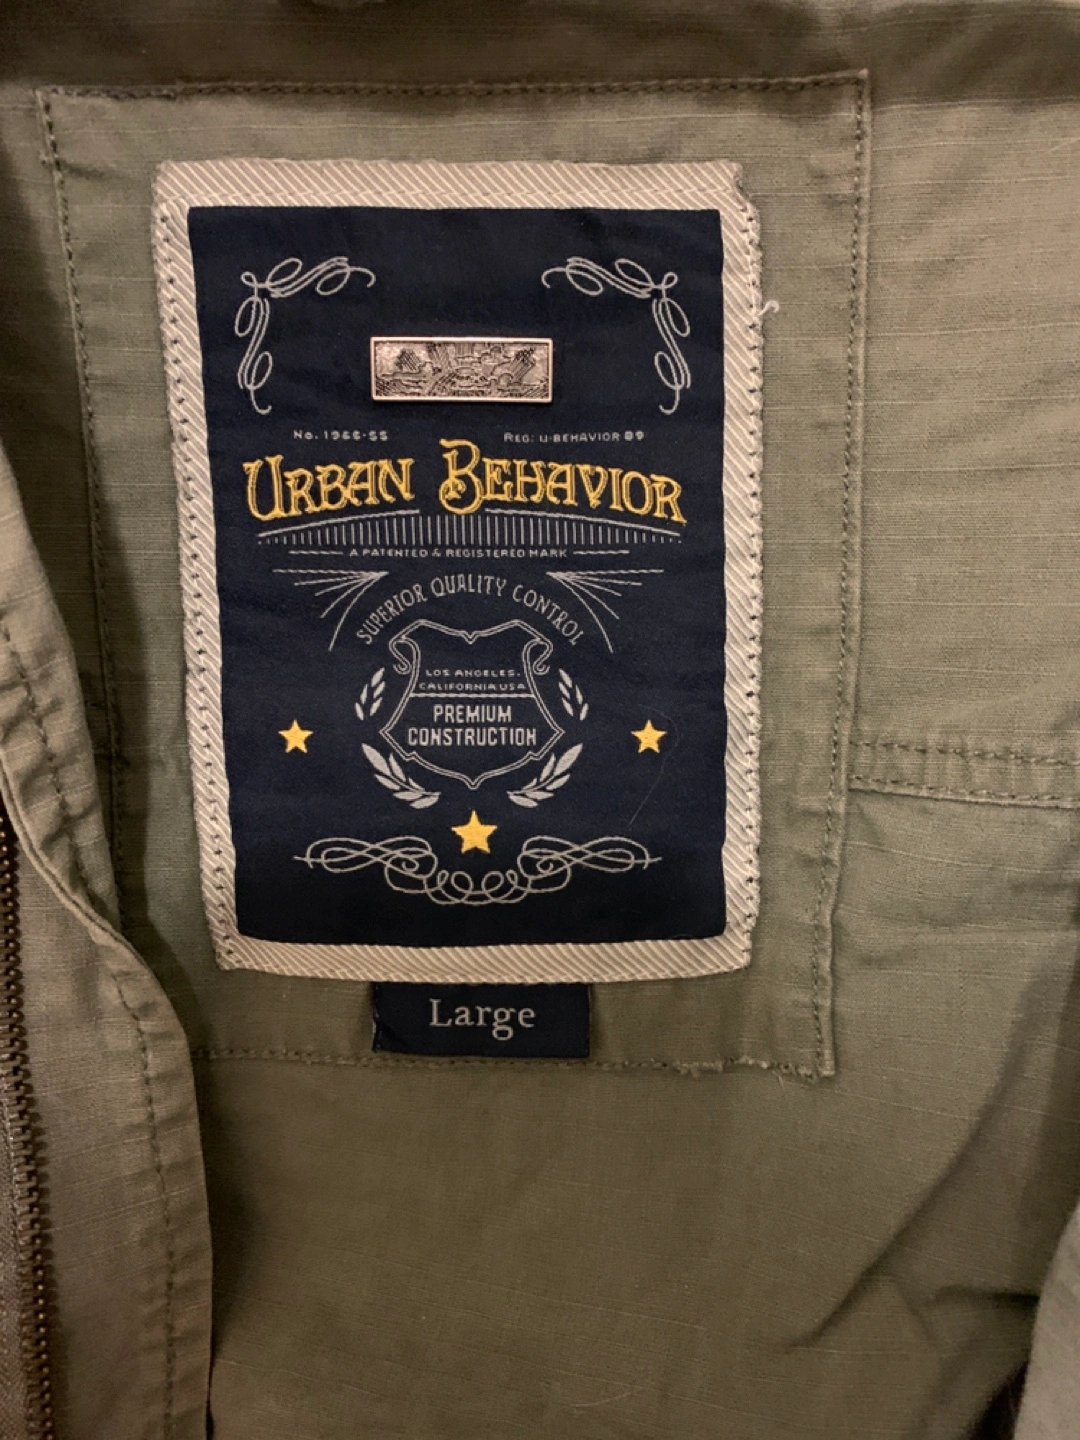 No. 1966-55 REG: U-BEHAVIOR 89
URBAN BEHAVIOR
A PATENTED & REGISTERED MARK
SUPERIOR QUALITY CONTROL
LOS ANGELES.
CALIFORNIA USA
PREMIUM
CONSTRUCTION
Large